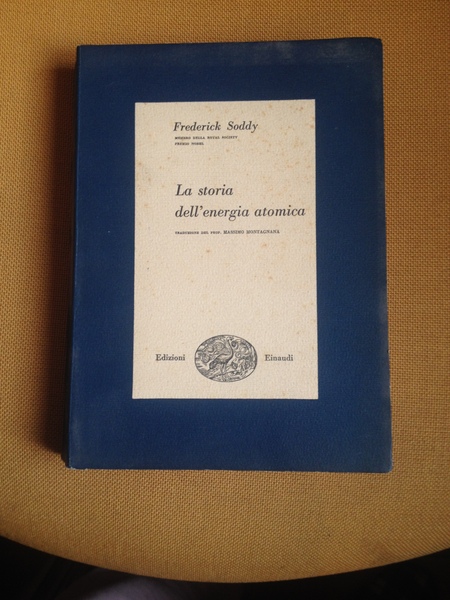 Frederick Soddy
MEMBRO DELLA ROYAL SOCIETY
PREMIO NOBEL
La storia
dell'energia atomica
TRADUZIONE DEL PROF. MASSIMO MONTAGNANA
Edizioni Einaudi